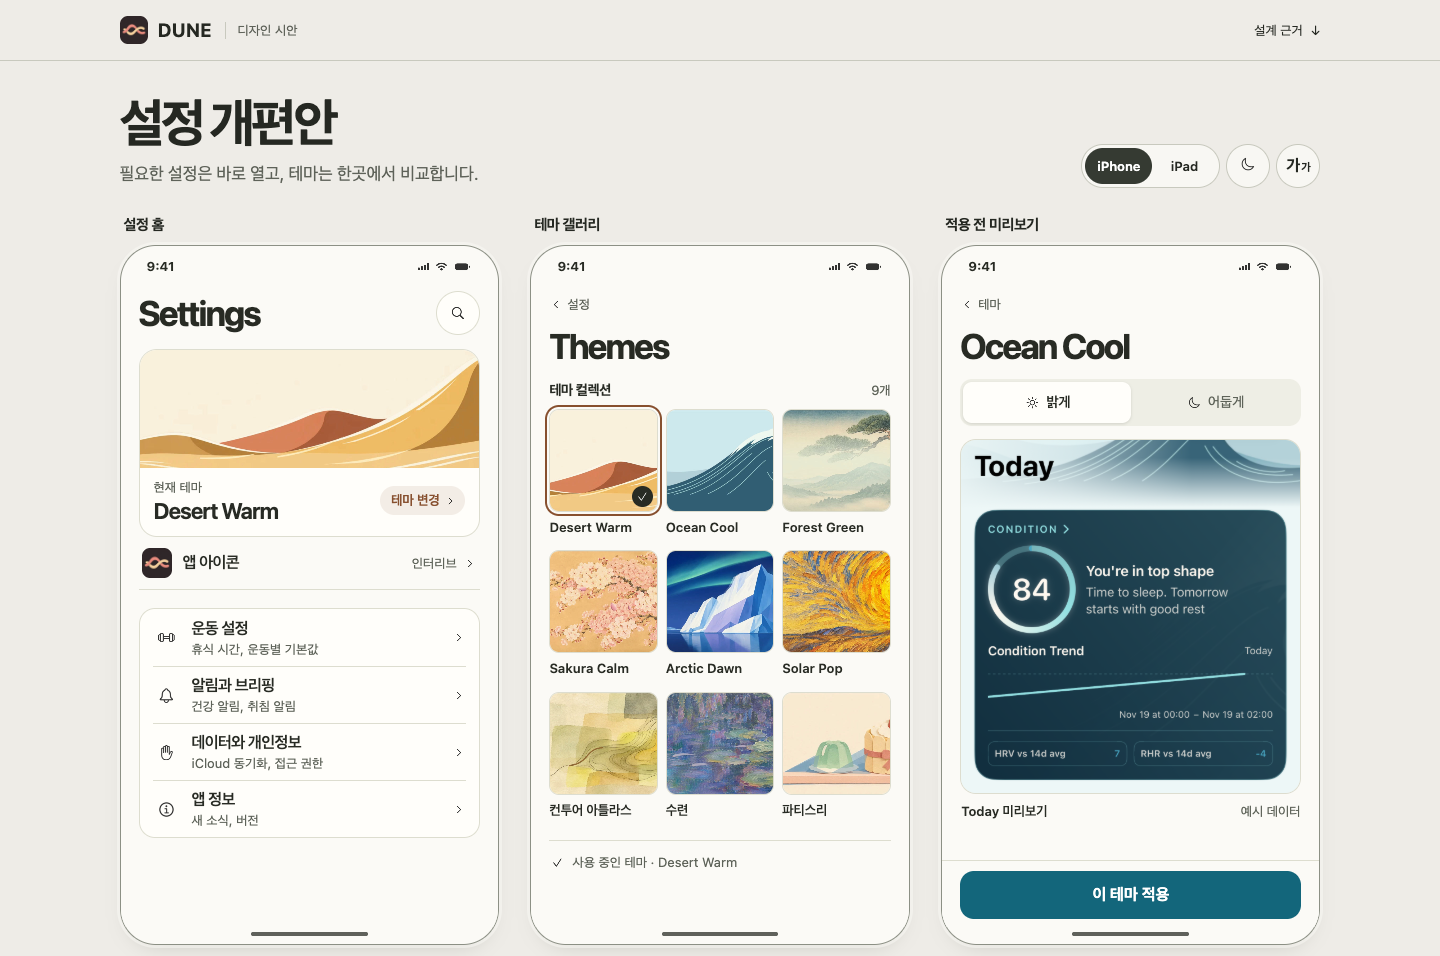 DUNE
디자인 시안
설계 근거 ↓
설정 개편안
필요한 설정은 바로 열고, 테마는 한곳에서 비교합니다.
iPhone
iPad
가가
설정 홈
9:41
Settings
현재 테마
Desert Warm
테마 변경
앱 아이콘
인터리브
운동 설정
휴식 시간, 운동별 기본값
알림과 브리핑
건강 알림, 취침 알림
데이터와 개인정보
iCloud 동기화, 접근 권한
앱 정보
새 소식, 버전
테마 갤러리
9:41
설정
Themes
테마 컬렉션
9개
Desert Warm
Ocean Cool
Forest Green
Sakura Calm
Arctic Dawn
Solar Pop
컨투어 아틀라스
수련
파티스리
사용 중인 테마 · Desert Warm
적용 전 미리보기
9:41
테마
Ocean Cool
밝게
어둡게
Today
CONDITION
84
You're in top shape
Time to sleep. Tomorrow
starts with good rest
Condition Trend
Today
Nov 19 at 00:00 – Nov 19 at 02:00
HRV vs 14d avg
7
RHR vs 14d avg
-4
Today 미리보기
예시 데이터
이 테마 적용